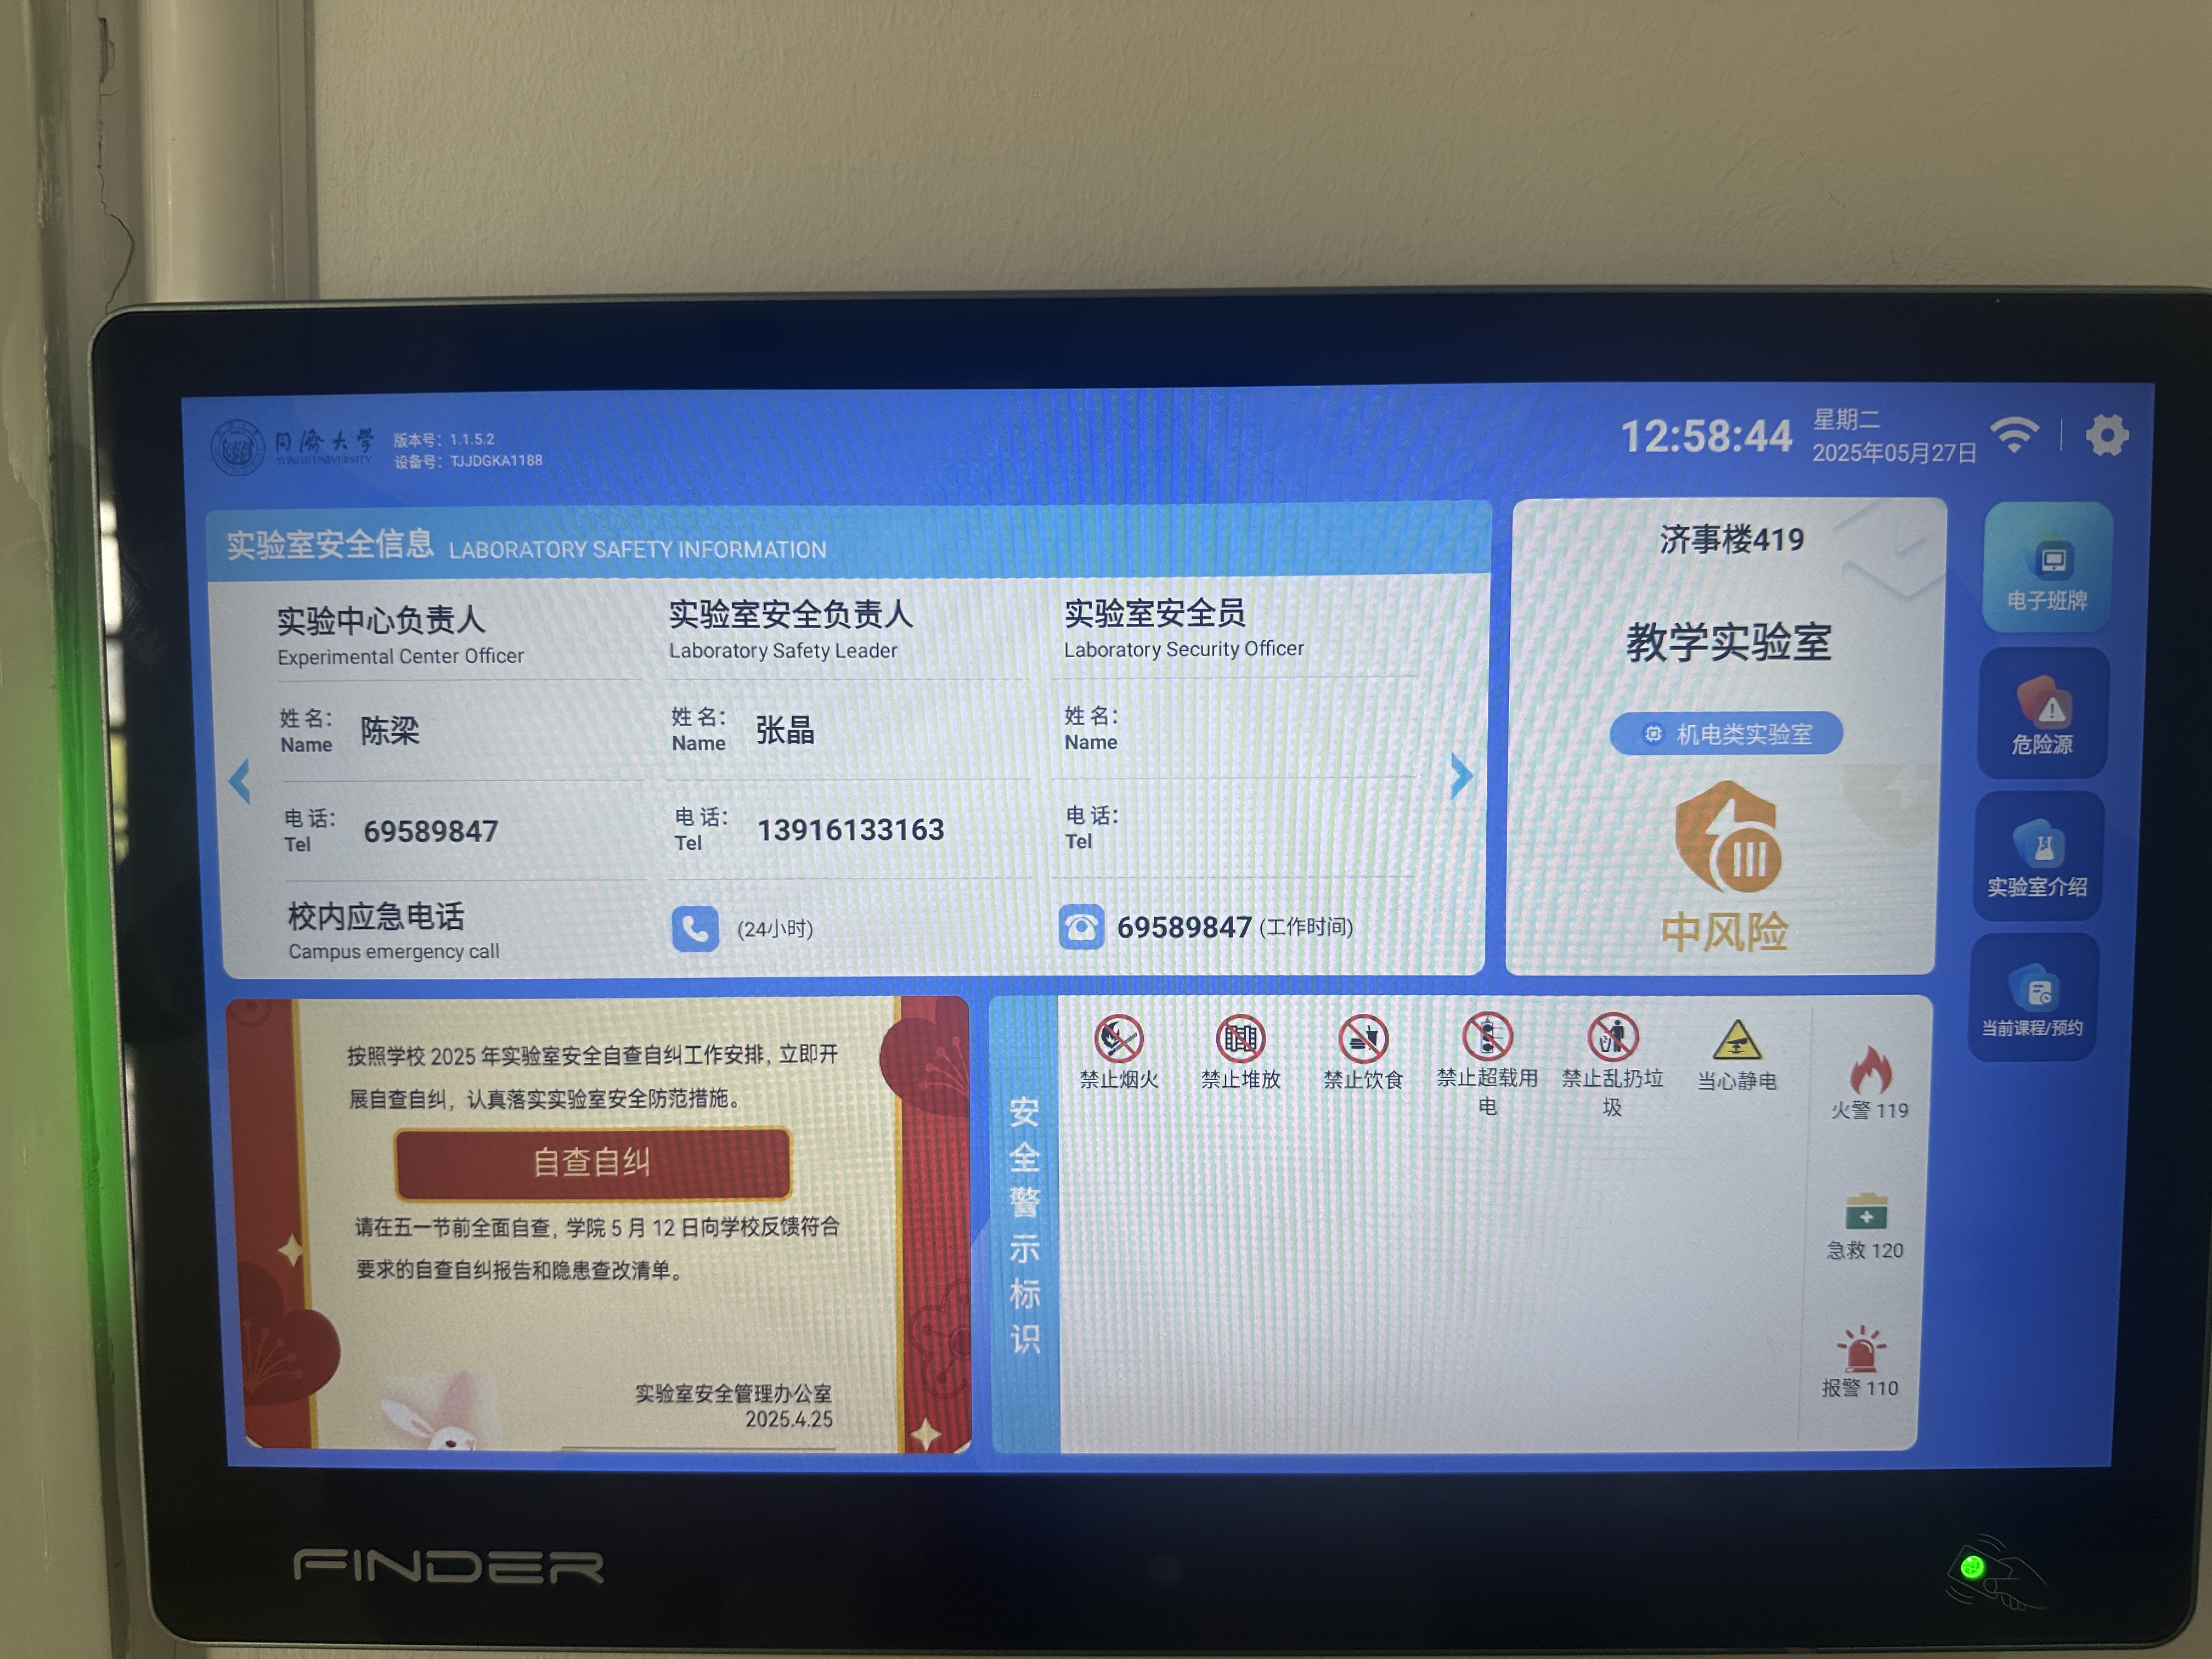 同济大学
TONGJI UNIVERSITY
版本号：1.1.5.2
设备号：TJJDGKA1188
12:58:44
星期二
2025年05月27日
实验室安全信息 LABORATORY SAFETY INFORMATION
实验中心负责人
Experimental Center Officer
姓 名：
Name
陈梁
电 话：
Tel
69589847
实验室安全负责人
Laboratory Safety Leader
姓 名：
Name
张晶
电 话：
Tel
13916133163
实验室安全员
Laboratory Security Officer
姓 名：
Name
电 话：
Tel
校内应急电话
Campus emergency call
(24小时)
69589847 (工作时间)
济事楼419
教学实验室
机电类实验室
III
中风险
电子班牌
危险源
实验室介绍
当前课程/预约
按照学校 2025 年实验室安全自查自纠工作安排，立即开
展自查自纠，认真落实实验室安全防范措施。
自查自纠
请在五一节前全面自查，学院 5 月 12 日向学校反馈符合
要求的自查自纠报告和隐患查改清单。
实验室安全管理办公室
2025.4.25
安全警示标识
禁止烟火
禁止堆放
禁止饮食
禁止超载用
电
禁止乱扔垃
圾
当心静电
火警 119
急救 120
报警 110
FINDER